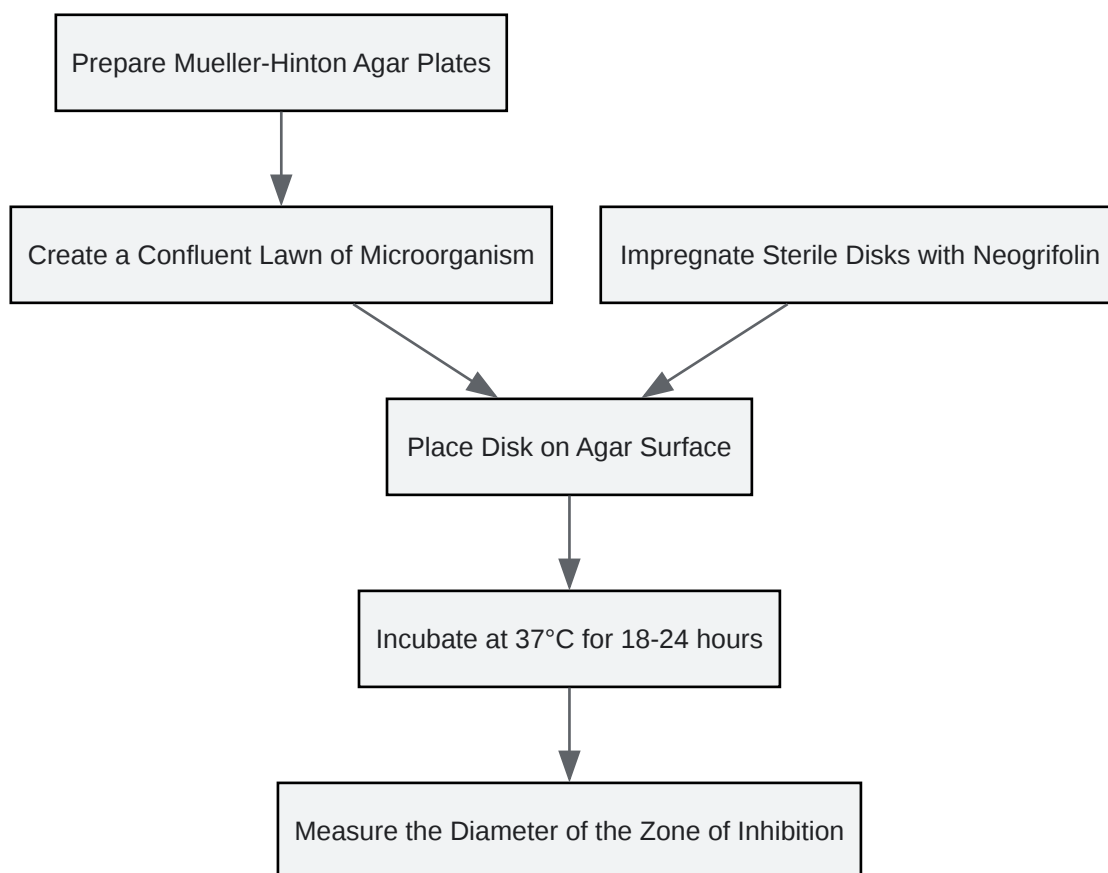 Prepare Mueller-Hinton Agar Plates
Create a Confluent Lawn of Microorganism
Impregnate Sterile Disks with Neogrifolin
Place Disk on Agar Surface
Incubate at 37°C for 18-24 hours
Measure the Diameter of the Zone of Inhibition